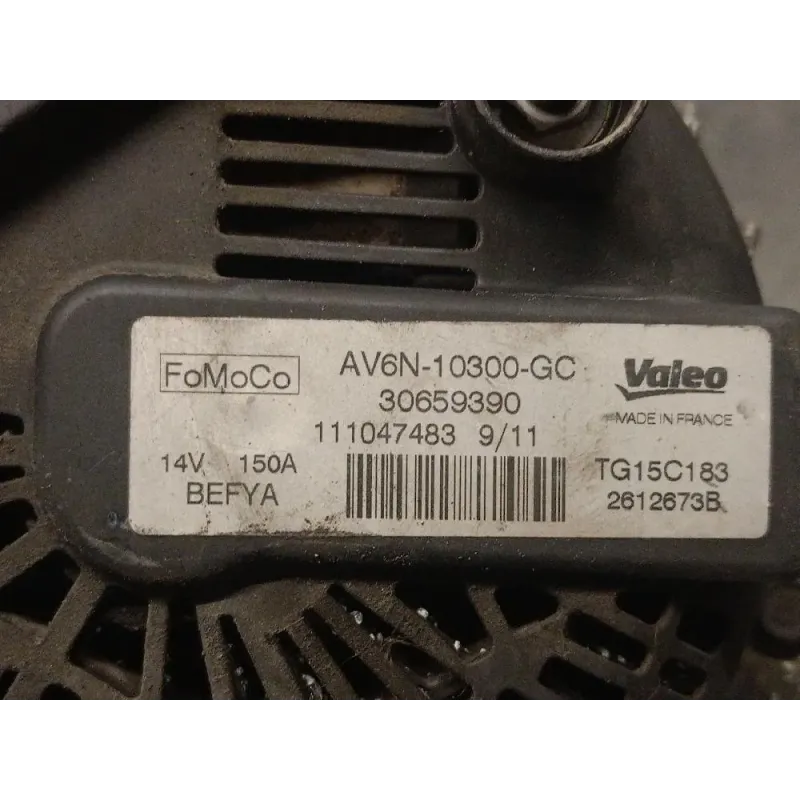 FoMoCo
AV6N-10300-GC
30659390
111047483 9/11
14V 150A
BEFYA
Valeo
MADE IN FRANCE
TG15C183
2612673B